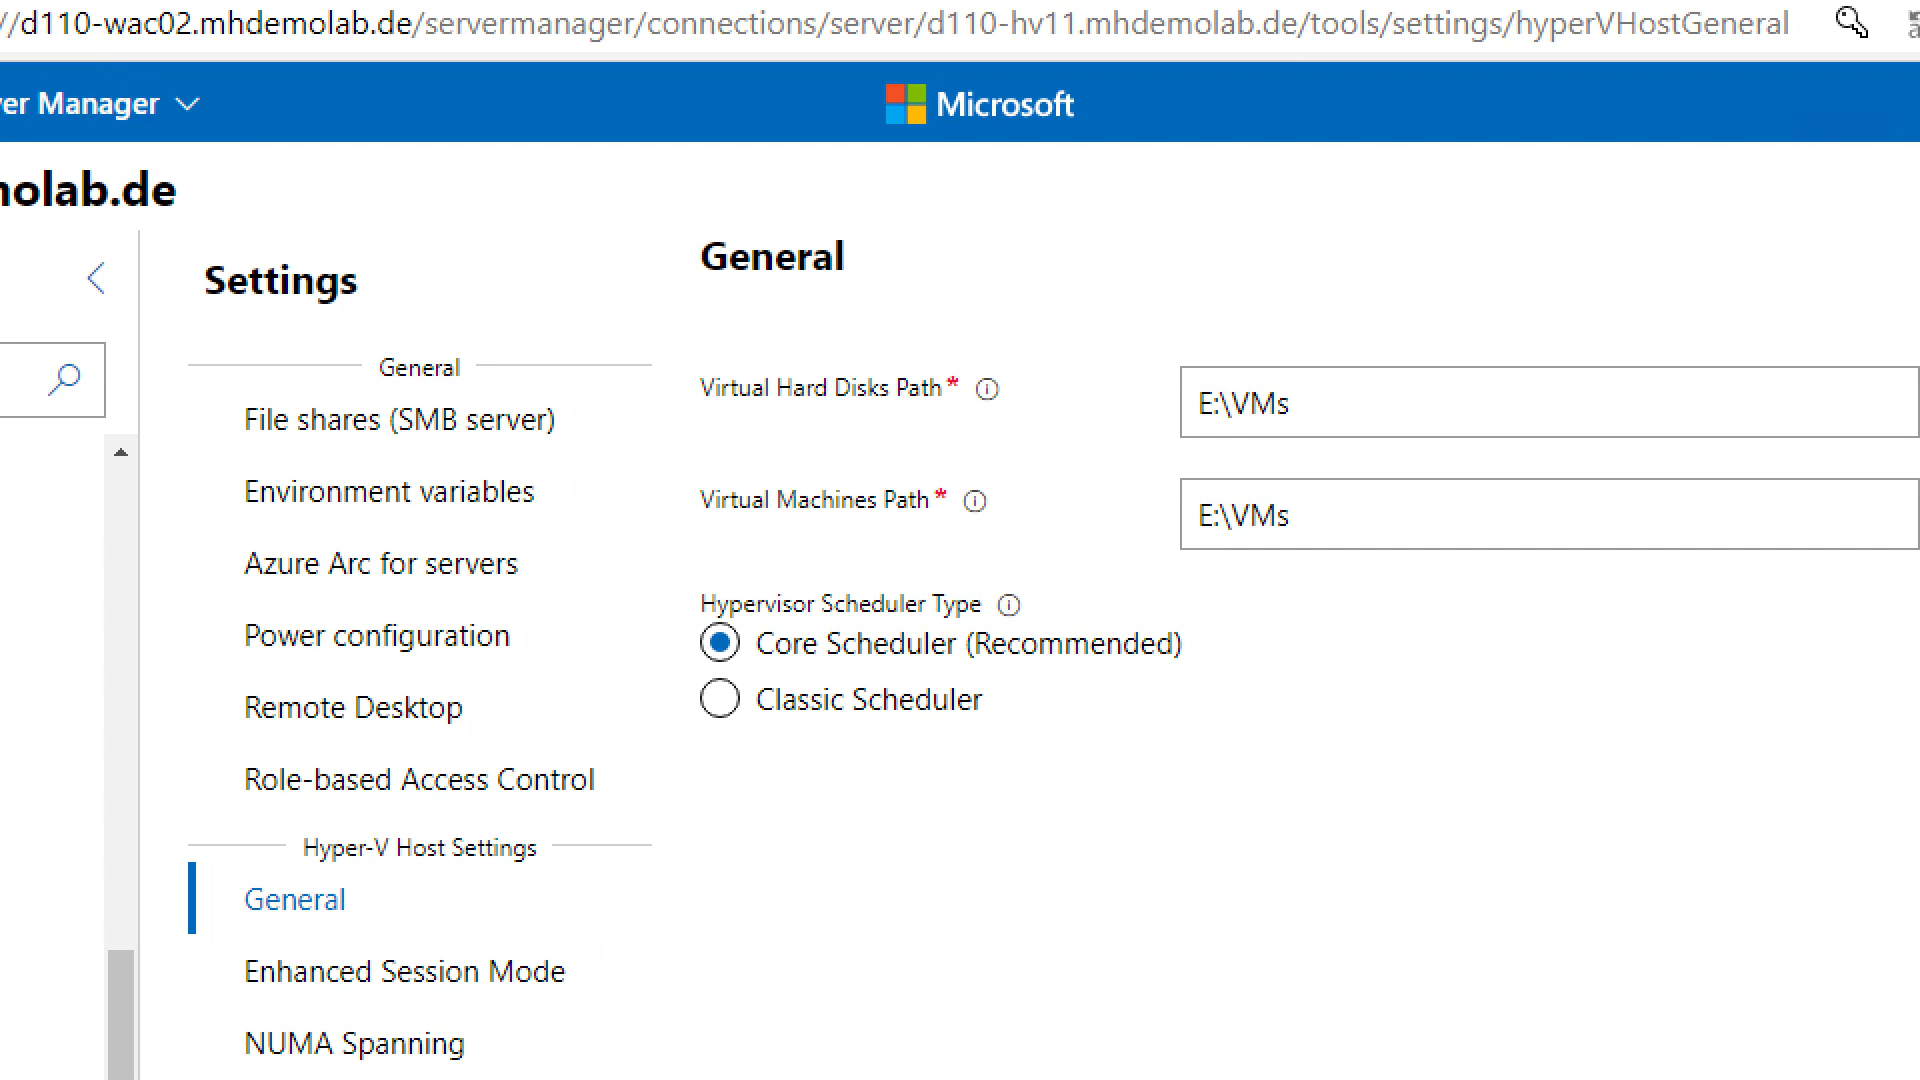 //d110-wac02.mhdemolab.de/servermanager/connections/server/d110-hv11.mhdemolab.de/tools/settings/hyperVHostGeneral
er Manager
Microsoft
molab.de
Settings
General
File shares (SMB server)
Environment variables
Azure Arc for servers
Power configuration
Remote Desktop
Role-based Access Control
Hyper-V Host Settings
General
Enhanced Session Mode
NUMA Spanning
General
Virtual Hard Disks Path*
E:\VMs
Virtual Machines Path*
E:\VMs
Hypervisor Scheduler Type
Core Scheduler (Recommended)
Classic Scheduler